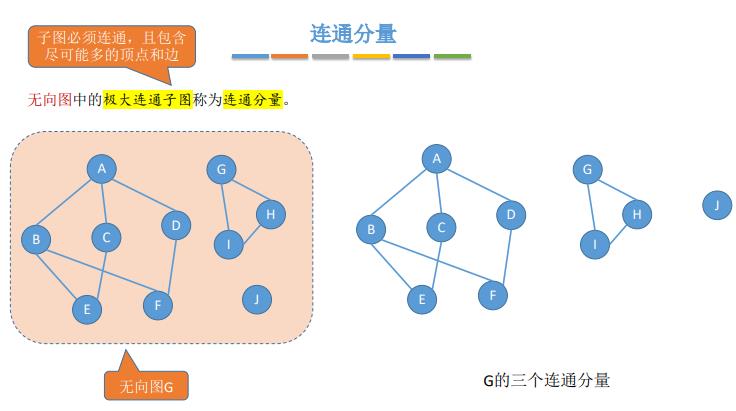 连通分量
子图必须连通，且包含
尽可能多的顶点和边
无向图中的极大连通子图称为连通分量。
A
G
H
B
C
D
I
E
F
J
无向图G
A
G
J
B
C
D
H
I
E
F
G的三个连通分量